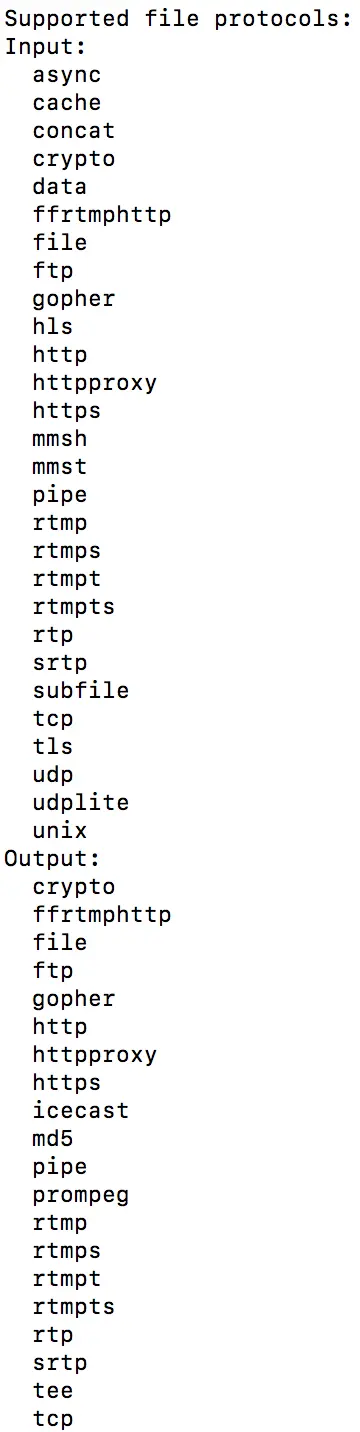 Supported file protocols:
Input:
  async
  cache
  concat
  crypto
  data
  ffrtmphttp
  file
  ftp
  gopher
  hls
  http
  httpproxy
  https
  mmsh
  mmst
  pipe
  rtmp
  rtmps
  rtmpt
  rtmpts
  rtp
  srtp
  subfile
  tcp
  tls
  udp
  udplite
  unix
Output:
  crypto
  ffrtmphttp
  file
  ftp
  gopher
  http
  httpproxy
  https
  icecast
  md5
  pipe
  prompeg
  rtmp
  rtmps
  rtmpt
  rtmpts
  rtp
  srtp
  tee
  tcp